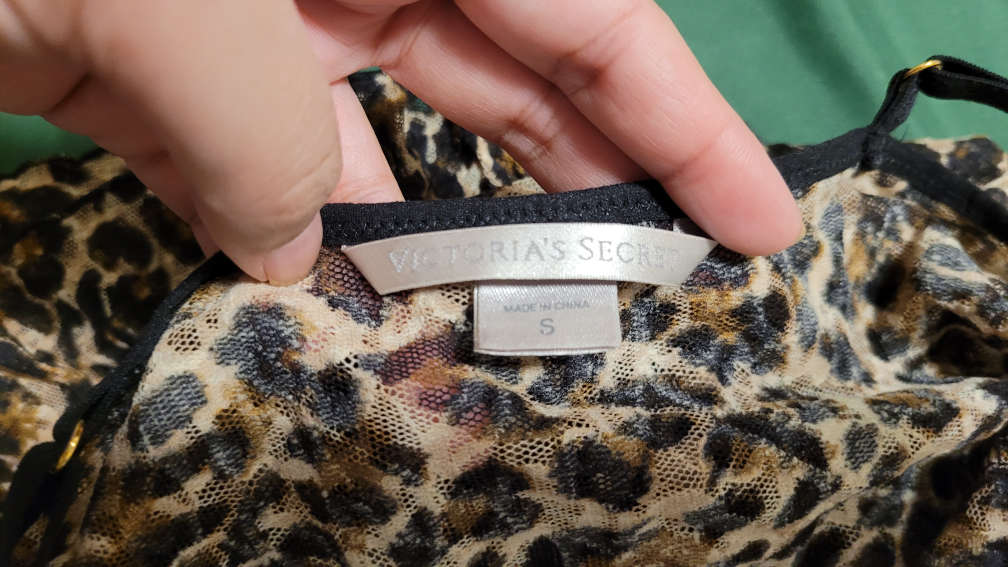 VICTORIA'S SECRET
MADE IN CHINA
S